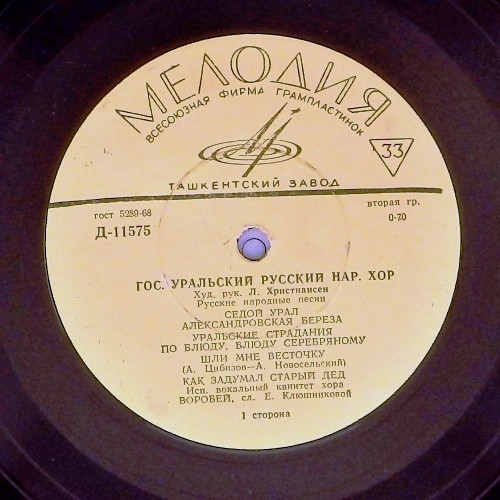 МЕЛОДИЯ
ВСЕСОЮЗНАЯ ФИРМА ГРАМПЛАСТИНОК
33
ТАШКЕНТСКИЙ ЗАВОД
гост 5289-68
вторая гр.
Д-11575
0-70
ГОС. УРАЛЬСКИЙ РУССКИЙ НАР. ХОР
Худ. рук. Л. Христиансен
Русские народные песни
СЕДОЙ УРАЛ
АЛЕКСАНДРОВСКАЯ БЕРЕЗА
УРАЛЬСКИЕ СТРАДАНИЯ
ПО БЛЮДУ, БЛЮДУ СЕРЕБРЯНОМУ
ШЛИ МНЕ ВЕСТОЧКУ
(А. Цибизов—А. Новосельский)
КАК ЗАДУМАЛ СТАРЫЙ ДЕД
Исп. вокальный квинтет хора
ВОРОБЕЙ, сл. Е. Клюшниковой
1 сторона